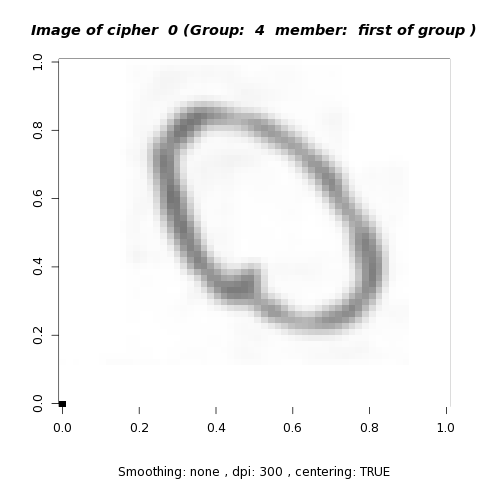 Image of cipher 0 (Group: 4 member: first of group )
1.0
0.8
0.6
0.4
0.2
0.0
0.0 0.2 0.4 0.6 0.8 1.0
0
Smoothing: none , dpi: 300 , centering: TRUE